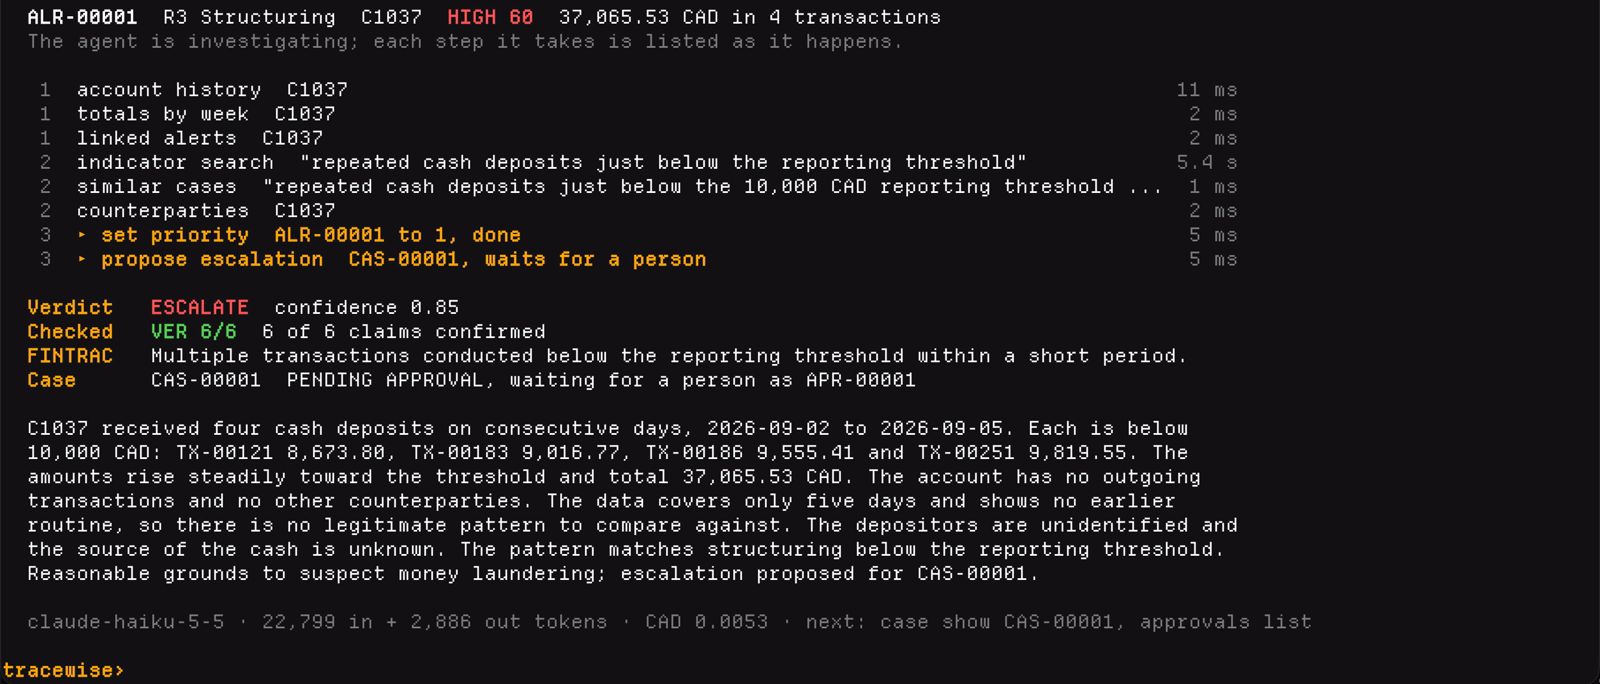 ALR-00001  R3 Structuring  C1037  HIGH 60  37,065.53 CAD in 4 transactions
The agent is investigating; each step it takes is listed as it happens.
1  account history  C1037  11 ms
1  totals by week  C1037  2 ms
1  linked alerts  C1037  2 ms
2  indicator search  "repeated cash deposits just below the reporting threshold"  5.4 s
2  similar cases  "repeated cash deposits just below the 10,000 CAD reporting threshold ...  1 ms
2  counterparties  C1037  2 ms
3  ‣ set priority  ALR-00001 to 1, done  5 ms
3  ‣ propose escalation  CAS-00001, waits for a person  5 ms
Verdict  ESCALATE  confidence 0.85
Checked  VER 6/6  6 of 6 claims confirmed
FINTRAC  Multiple transactions conducted below the reporting threshold within a short period.
Case  CAS-00001  PENDING APPROVAL, waiting for a person as APR-00001
C1037 received four cash deposits on consecutive days, 2026-09-02 to 2026-09-05. Each is below
10,000 CAD: TX-00121 8,673.80, TX-00183 9,016.77, TX-00186 9,555.41 and TX-00251 9,819.55. The
amounts rise steadily toward the threshold and total 37,065.53 CAD. The account has no outgoing
transactions and no other counterparties. The data covers only five days and shows no earlier
routine, so there is no legitimate pattern to compare against. The depositors are unidentified and
the source of the cash is unknown. The pattern matches structuring below the reporting threshold.
Reasonable grounds to suspect money laundering; escalation proposed for CAS-00001.
claude-haiku-5-5 · 22,799 in + 2,886 out tokens · CAD 0.0053 · next: case show CAS-00001, approvals list
tracewise>